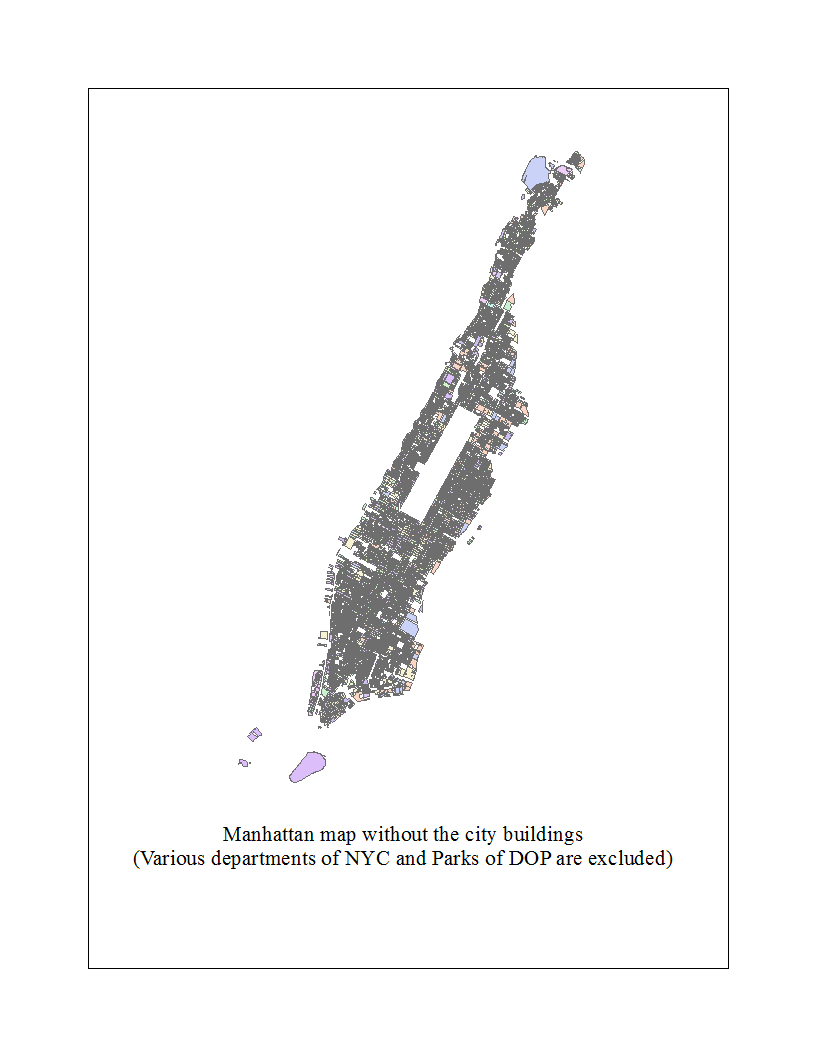 Manhattan map without the city buildings
(Various departments of NYC and Parks of DOP are excluded)